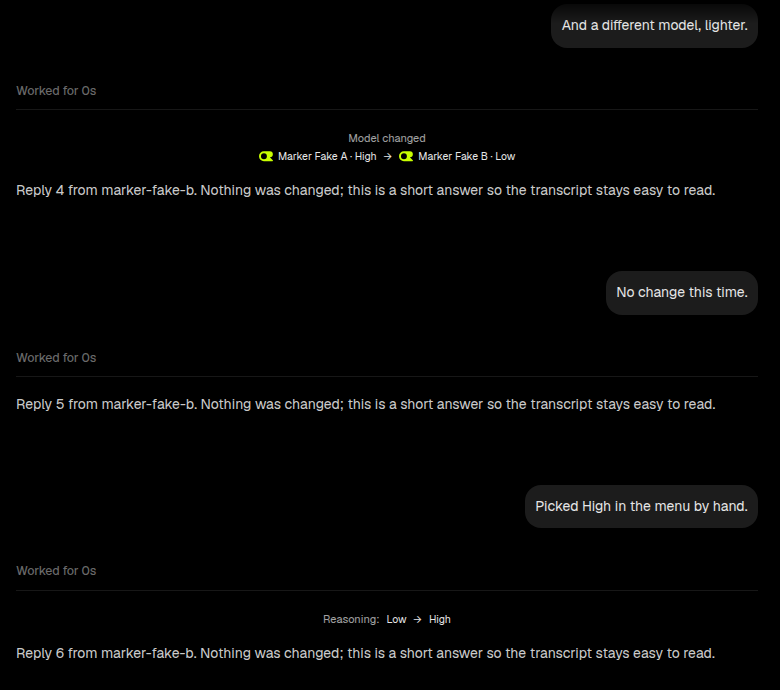 And a different model, lighter.
Worked for 0s
Model changed
Marker Fake A · High → Marker Fake B · Low
Reply 4 from marker-fake-b. Nothing was changed; this is a short answer so the transcript stays easy to read.
No change this time.
Worked for 0s
Reply 5 from marker-fake-b. Nothing was changed; this is a short answer so the transcript stays easy to read.
Picked High in the menu by hand.
Worked for 0s
Reasoning: Low → High
Reply 6 from marker-fake-b. Nothing was changed; this is a short answer so the transcript stays easy to read.